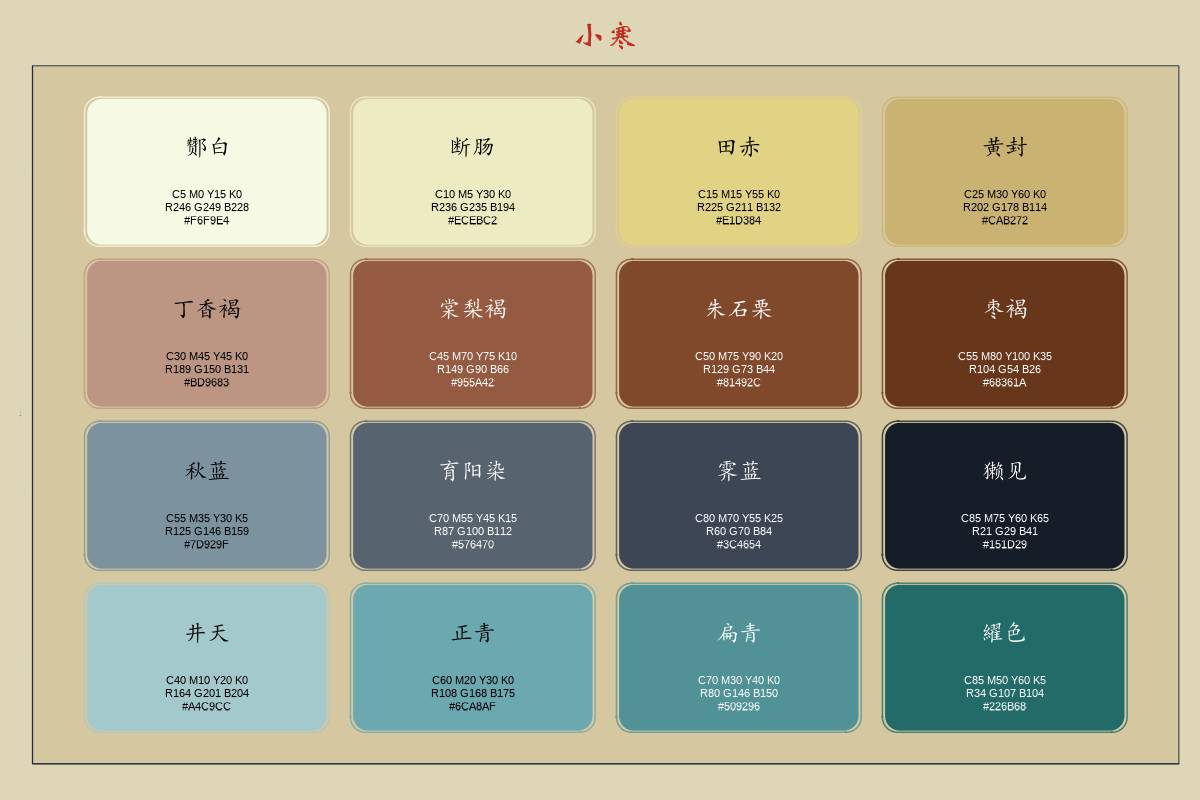 小寒
酂白
C5 M0 Y15 K0
R246 G249 B228
#F6F9E4
断肠
C10 M5 Y30 K0
R236 G235 B194
#ECEBC2
田赤
C15 M15 Y55 K0
R225 G211 B132
#E1D384
黄封
C25 M30 Y60 K0
R202 G178 B114
#CAB272
丁香褐
C30 M45 Y45 K0
R189 G150 B131
#BD9683
棠梨褐
C45 M70 Y75 K10
R149 G90 B66
#955A42
朱石栗
C50 M75 Y90 K20
R129 G73 B44
#81492C
枣褐
C55 M80 Y100 K35
R104 G54 B26
#68361A
秋蓝
C55 M35 Y30 K5
R125 G146 B159
#7D929F
育阳染
C70 M55 Y45 K15
R87 G100 B112
#576470
霁蓝
C80 M70 Y55 K25
R60 G70 B84
#3C4654
獭见
C85 M75 Y60 K65
R21 G29 B41
#151D29
井天
C40 M10 Y20 K0
R164 G201 B204
#A4C9CC
正青
C60 M20 Y30 K0
R108 G168 B175
#6CA8AF
扁青
C70 M30 Y40 K0
R80 G146 B150
#509296
䌦色
C85 M50 Y60 K5
R34 G107 B104
#226B68